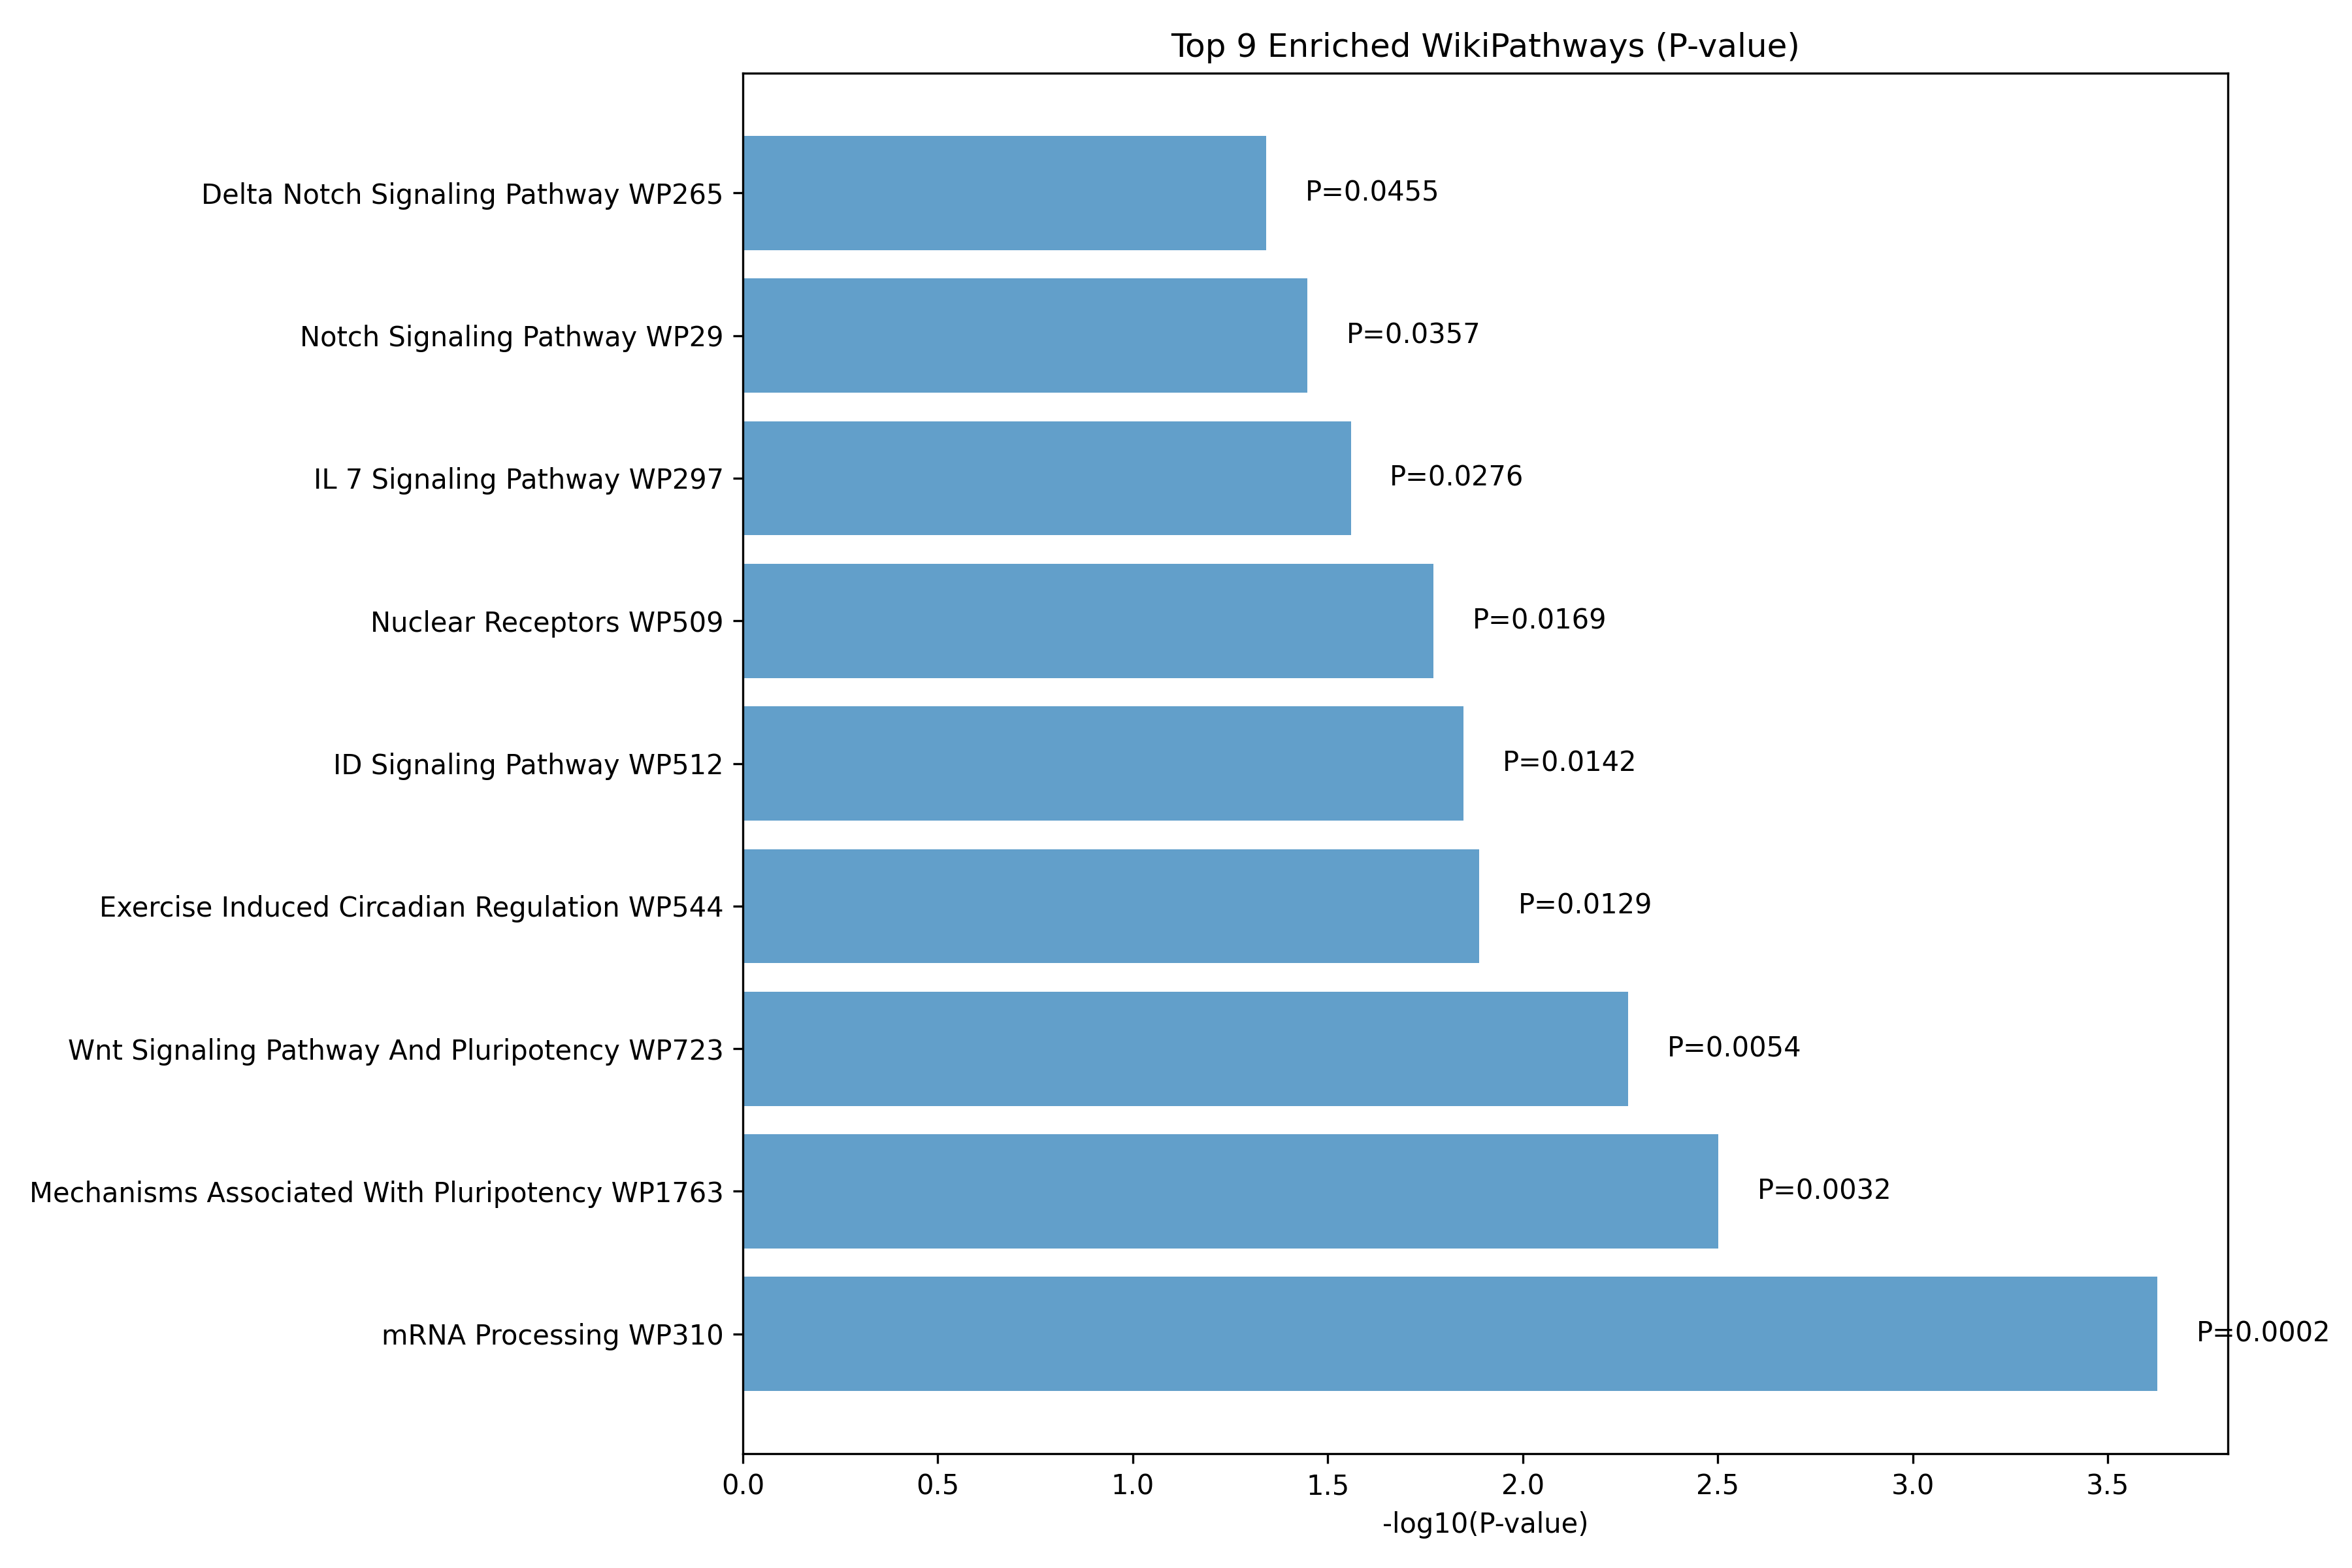 Top 9 Enriched WikiPathways (P-value)
Delta Notch Signaling Pathway WP265
P=0.0455
Notch Signaling Pathway WP29
P=0.0357
IL 7 Signaling Pathway WP297
P=0.0276
Nuclear Receptors WP509
P=0.0169
ID Signaling Pathway WP512
P=0.0142
Exercise Induced Circadian Regulation WP544
P=0.0129
Wnt Signaling Pathway And Pluripotency WP723
P=0.0054
Mechanisms Associated With Pluripotency WP1763
P=0.0032
mRNA Processing WP310
P=0.0002
0.0 0.5 1.0 1.5 2.0 2.5 3.0 3.5
-log10(P-value)